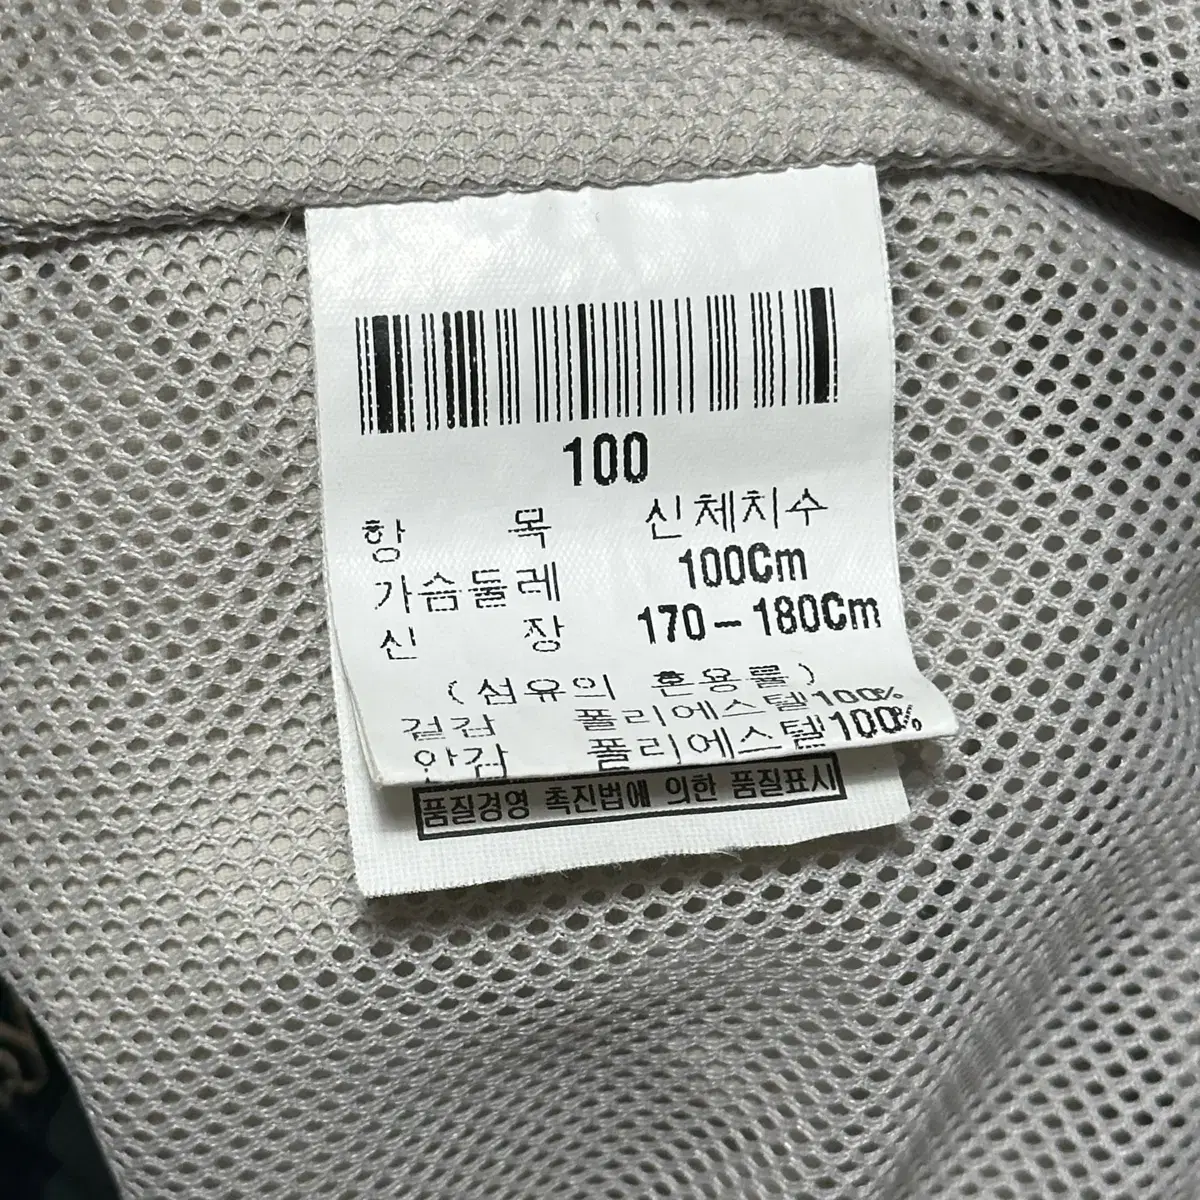 100
항 목 신체치수
가슴둘레 100Cm
신 장 170-180Cm
(섬유의 혼용률)
겉감 폴리에스텔100%
안감 폴리에스텔100%
품질경영 촉진법에 의한 품질표시